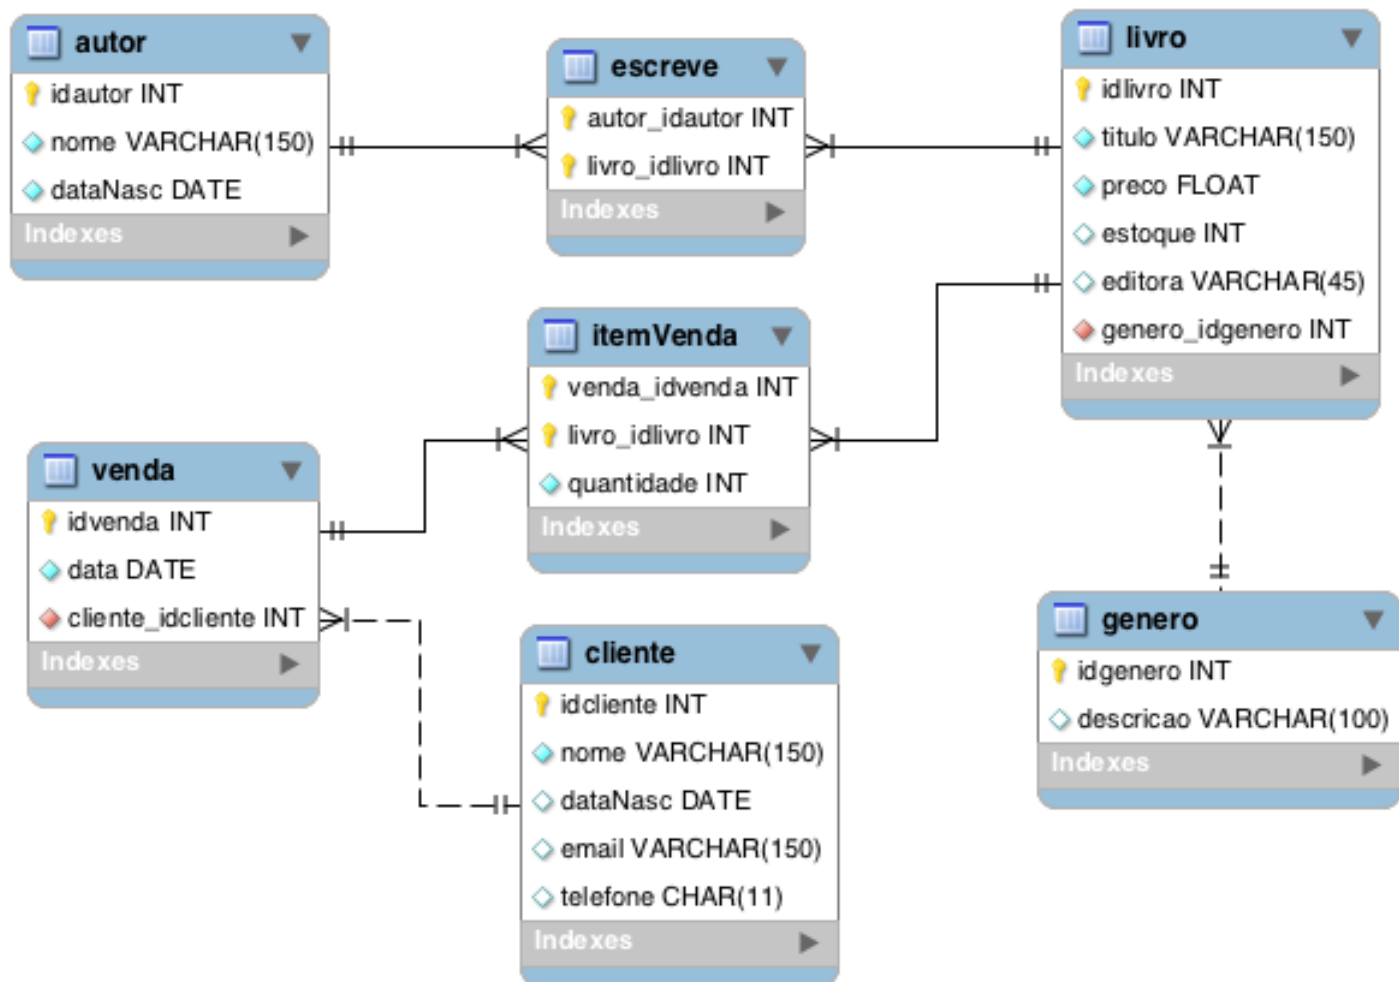 autor
idautor INT
nome VARCHAR(150)
dataNasc DATE
Indexes
escreve
autor_idautor INT
livro_idlivro INT
Indexes
livro
idlivro INT
titulo VARCHAR(150)
preco FLOAT
estoque INT
editora VARCHAR(45)
genero_idgenero INT
Indexes
itemVenda
venda_idvenda INT
livro_idlivro INT
quantidade INT
Indexes
venda
idvenda INT
data DATE
cliente_idcliente INT
Indexes
cliente
idcliente INT
nome VARCHAR(150)
dataNasc DATE
email VARCHAR(150)
telefone CHAR(11)
Indexes
genero
idgenero INT
descricao VARCHAR(100)
Indexes